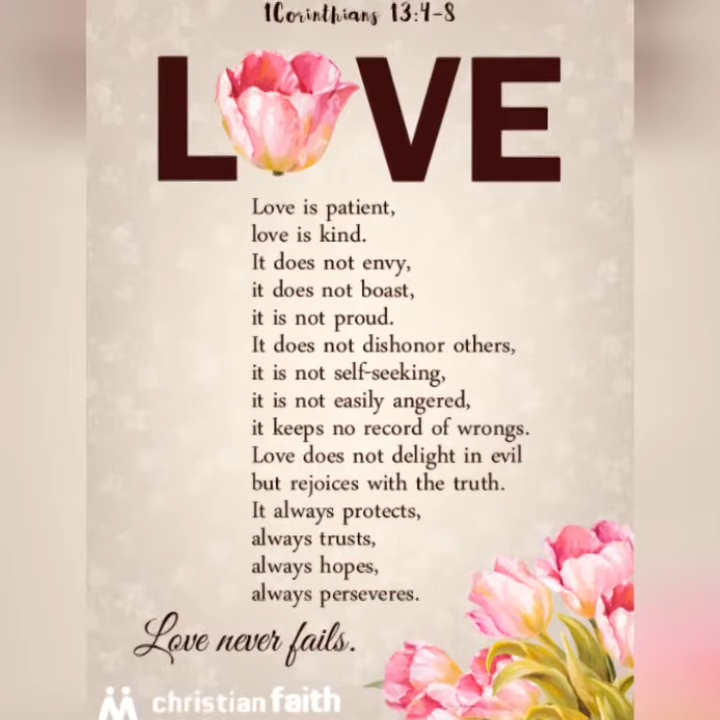 1Corinthians 13:4-8
LOVE
Love is patient,
love is kind.
It does not envy,
it does not boast,
it is not proud.
It does not dishonor others,
it is not self-seeking,
it is not easily angered,
it keeps no record of wrongs.
Love does not delight in evil
but rejoices with the truth.
It always protects,
always trusts,
always hopes,
always perseveres.
Love never fails.
christian faith